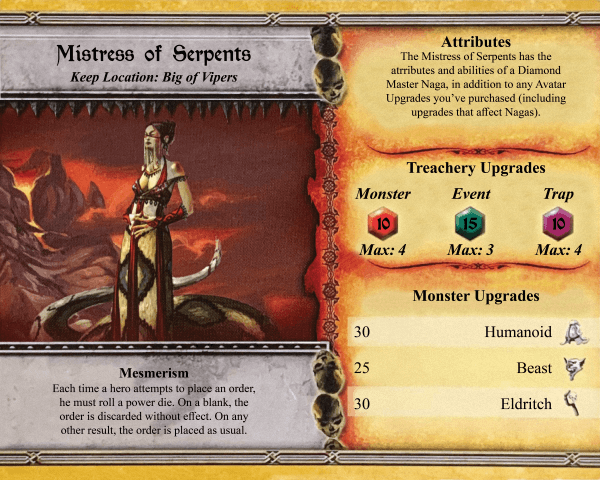 Mistress of Serpents
Keep Location: Big of Vipers
Mesmerism
Each time a hero attempts to place an order,
he must roll a power die. On a blank, the
order is discarded without effect. On any
other result, the order is placed as usual.
Attributes
The Mistress of Serpents has the
atrributes and abilities of a Diamond
Master Naga, in addition to any Avatar
Upgrades you've purchased (including
upgrades that affect Nagas).
Treachery Upgrades
Monster Event Trap
10 15 10
Max: 4 Max: 3 Max: 4
Monster Upgrades
30 Humanoid
25 Beast
30 Eldritch